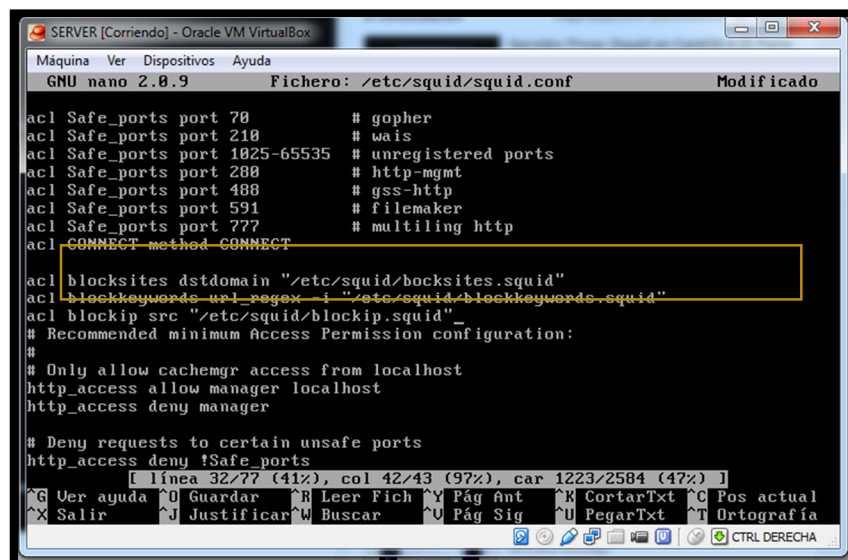 SERVER [Corriendo] - Oracle VM VirtualBox
Máquina Ver Dispositivos Ayuda
GNU nano 2.0.9 Fichero: /etc/squid/squid.conf Modificado
acl Safe_ports port 70 # gopher
acl Safe_ports port 210 # wais
acl Safe_ports port 1025-65535 # unregistered ports
acl Safe_ports port 280 # http-mgmt
acl Safe_ports port 488 # gss-http
acl Safe_ports port 591 # filemaker
acl Safe_ports port 777 # multiling http
acl CONNECT method CONNECT
acl blocksites dstdomain "/etc/squid/bocksites.squid"
acl blockkeywords url_regex -i "/etc/squid/blockkeywords.squid"
acl blockip src "/etc/squid/blockip.squid"_
# Recommended minimum Access Permission configuration:
#
# Only allow cachemgr access from localhost
http_access allow manager localhost
http_access deny manager
# Deny requests to certain unsafe ports
http_access deny !Safe_ports
[ línea 32/77 (41%), col 42/43 (97%), car 1223/2584 (47%) ]
^G Ver ayuda ^O Guardar ^R Leer Fich ^Y Pág Ant ^K CortarTxt ^C Pos actual
^X Salir ^J Justificar ^W Buscar ^V Pág Sig ^U PegarTxt ^T Ortografía
CTRL DERECHA